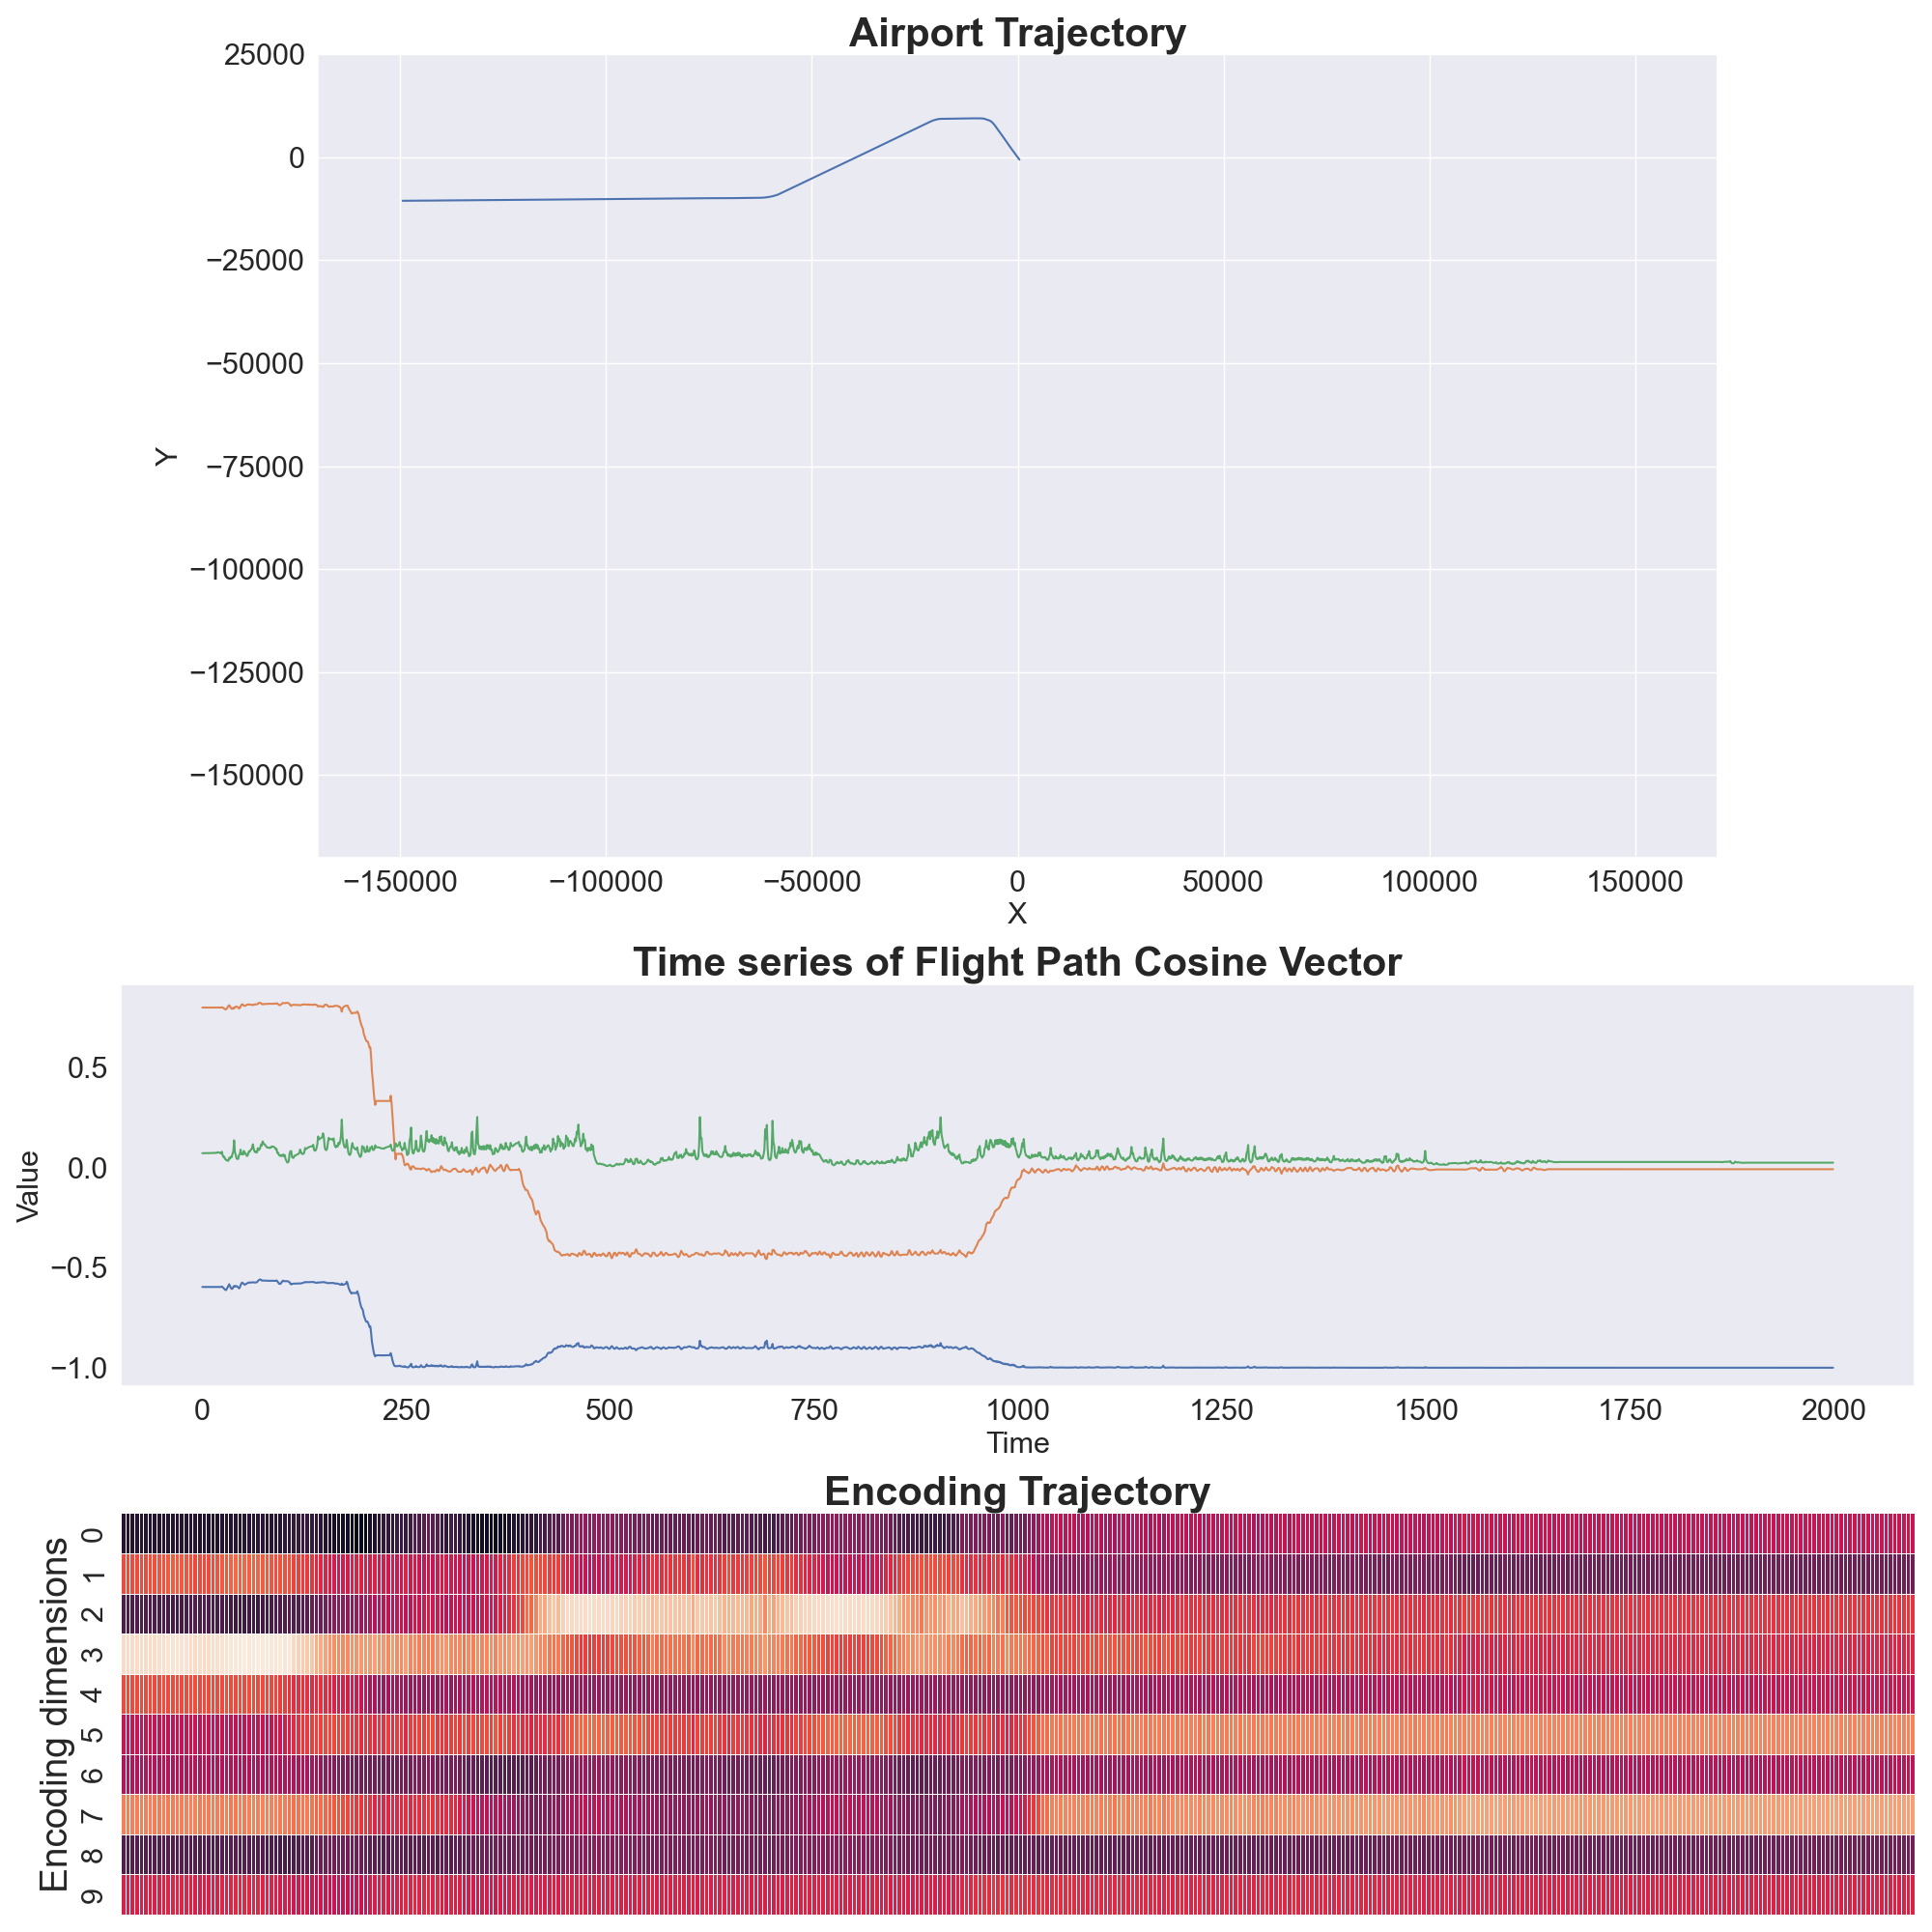 Airport Trajectory
25000
0
−25000
−50000
−75000
−100000
−125000
−150000
Y
−150000 −100000 −50000 0 50000 100000 150000
X
Time series of Flight Path Cosine Vector
0.5
0.0
−0.5
−1.0
Value
0 250 500 750 1000 1250 1500 1750 2000
Time
Encoding Trajectory
0
1
2
3
4
5
6
7
8
9
Encoding dimensions